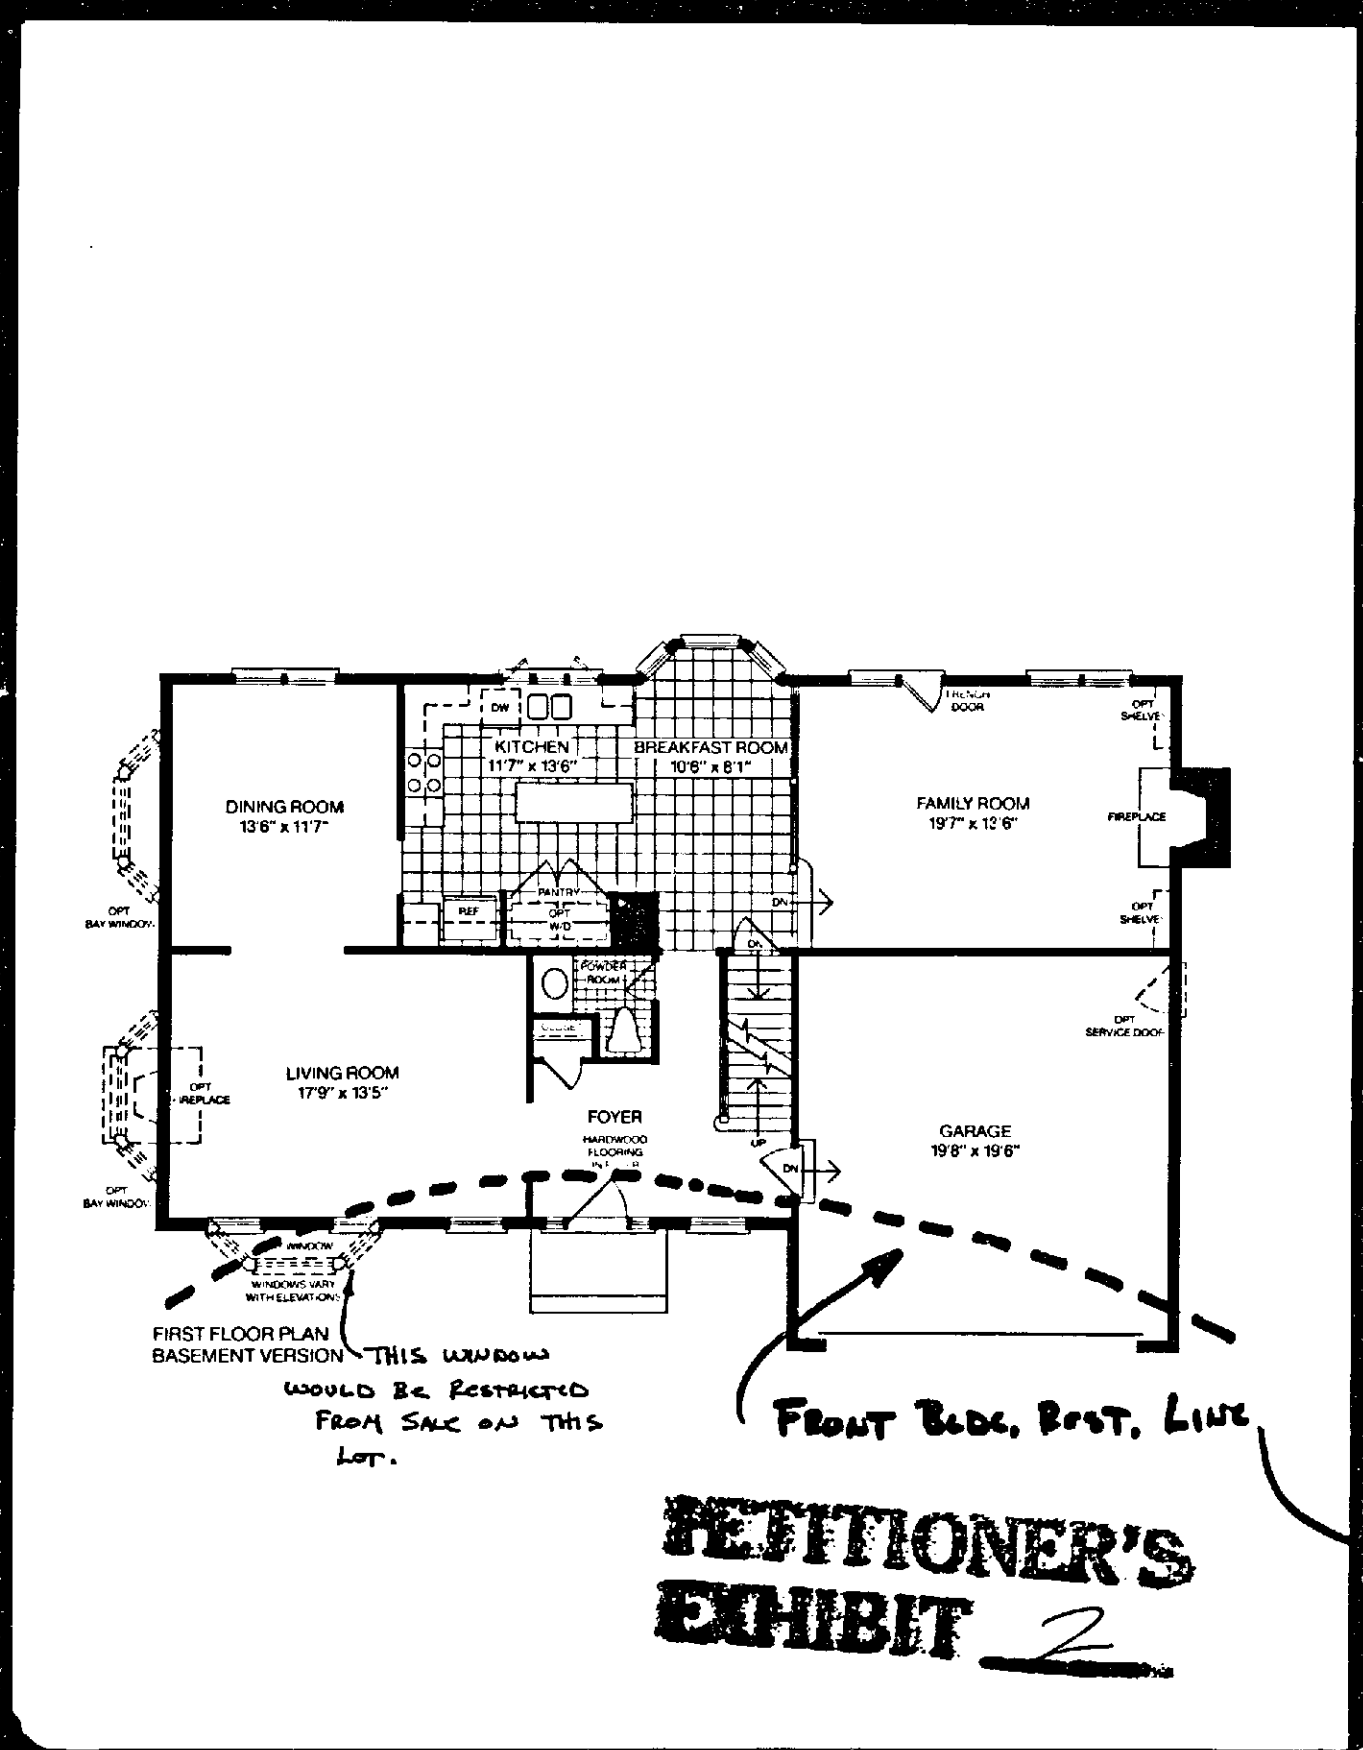 FRENCH
DOOR
OPT
SHELVE
DW
KITCHEN
11'7" x 13'6"
BREAKFAST ROOM
10'6" x 8'1"
DINING ROOM
13'6" x 11'7"
FAMILY ROOM
19'7" x 13'6"
FIREPLACE
PANTRY
OPT
W/D
REF
DN
OPT
SHELVE
OPT
BAY WINDOW
DN
POWDER
ROOM
CLOSET
OPT
SERVICE DOOR
LIVING ROOM
17'9" x 13'5"
OPT
FIREPLACE
FOYER
HARDWOOD
FLOORING
UP
GARAGE
19'8" x 19'6"
DN
OPT
BAY WINDOW
WINDOW
WINDOWS VARY
WITH ELEVATIONS
FIRST FLOOR PLAN
BASEMENT VERSION
THIS WINDOW
WOULD BE RESTRICTED
FROM SALE ON THIS
LOT.
FRONT BLDG. REST. LINE
PETITIONER'S
EXHIBIT 2